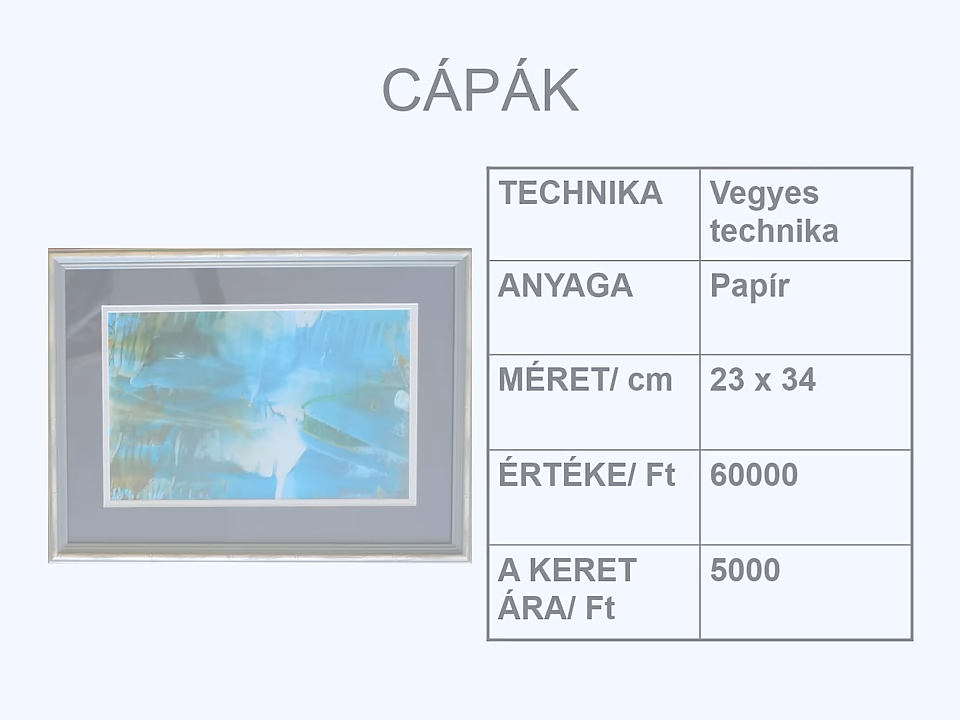 CÁPÁK
TECHNIKA
Vegyes
technika
ANYAGA
Papír
MÉRET/ cm
23 x 34
ÉRTÉKE/ Ft
60000
A KERET
ÁRA/ Ft
5000